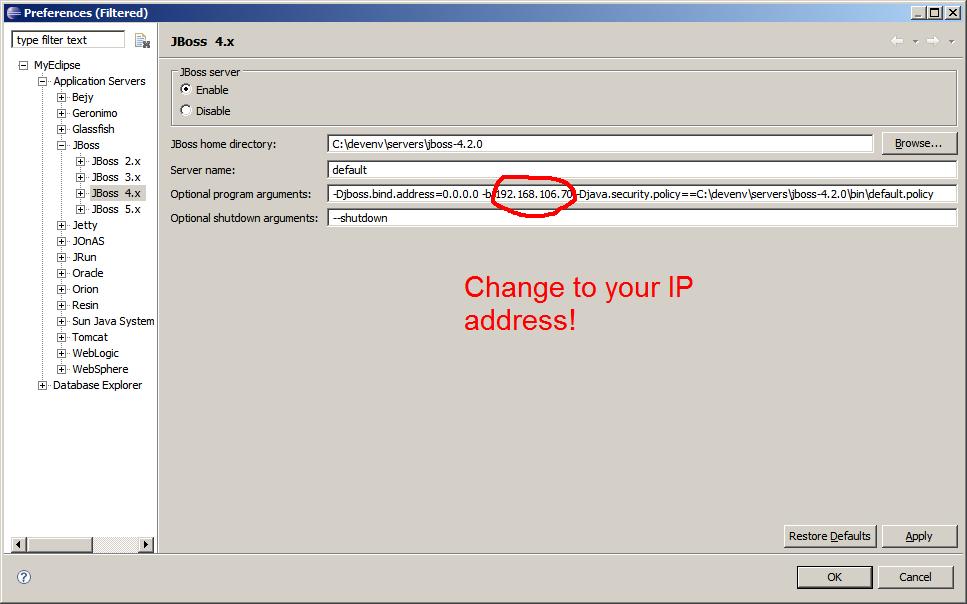 Preferences (Filtered)
type filter text
JBoss 4.x
MyEclipse
Application Servers
Bejy
Geronimo
Glassfish
JBoss
JBoss 2.x
JBoss 3.x
JBoss 4.x
JBoss 5.x
Jetty
JOnAS
JRun
Oracle
Orion
Resin
Sun Java System
Tomcat
WebLogic
WebSphere
Database Explorer
JBoss server
Enable
Disable
JBoss home directory: C:\devenv\servers\jboss-4.2.0 Browse...
Server name: default
Optional program arguments: -Djboss.bind.address=0.0.0.0 -b 192.168.106.70 -Djava.security.policy==C:\devenv\servers\jboss-4.2.0\bin\default.policy
Optional shutdown arguments: --shutdown
Change to your IP
address!
Restore Defaults Apply
OK Cancel